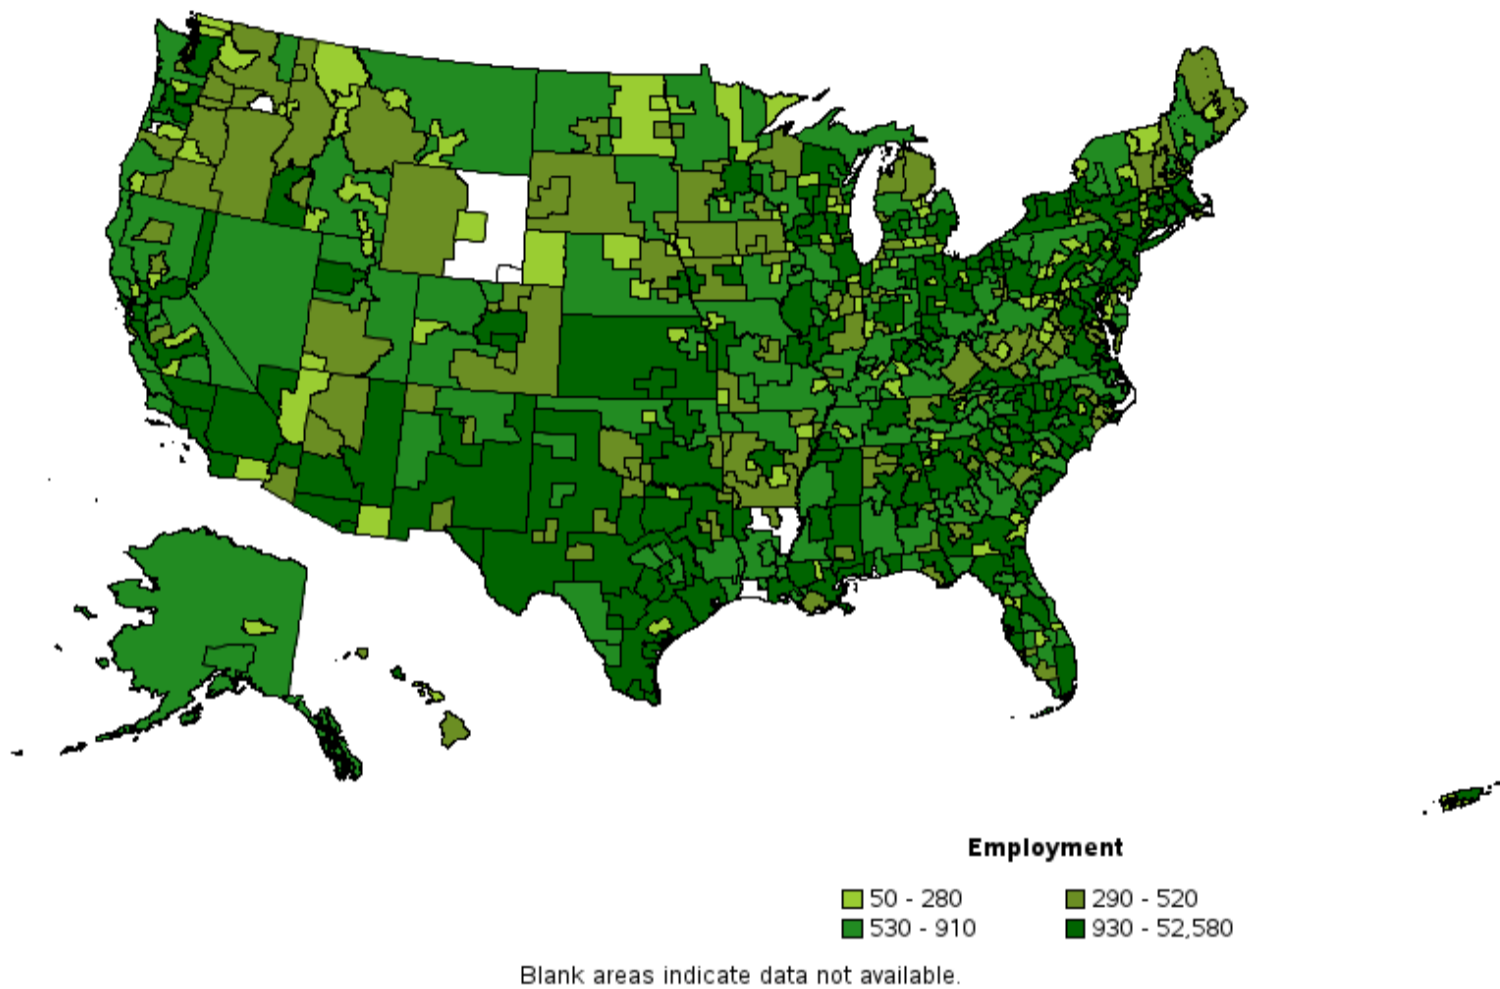 Employment
50 - 280 290 - 520
530 - 910 930 - 52,580
Blank areas indicate data not available.